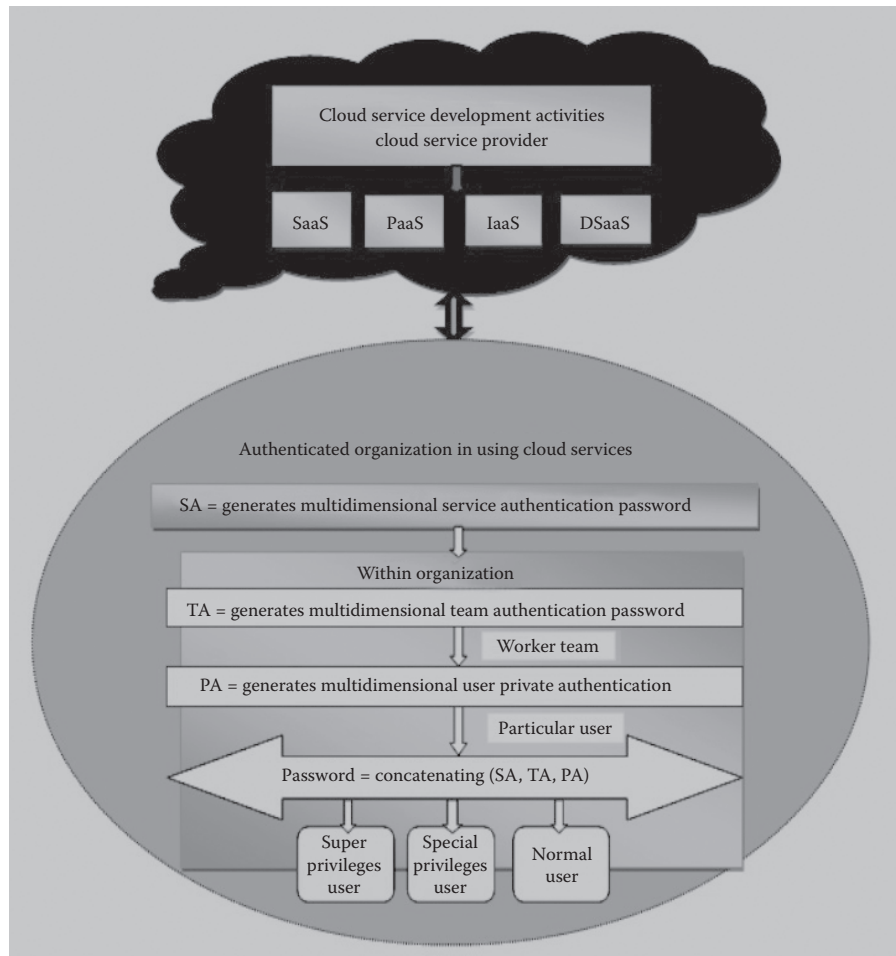 Cloud service development activities
cloud service provider
SaaS
PaaS
IaaS
DSaaS
Authenticated organization in using cloud services
SA = generates multidimensional service authentication password
Within organization
TA = generates multidimensional team authentication password
Worker team
PA = generates multidimensional user private authentication
Particular user
Password = concatenating (SA, TA, PA)
Super
privileges
user
Special
privileges
user
Normal
user